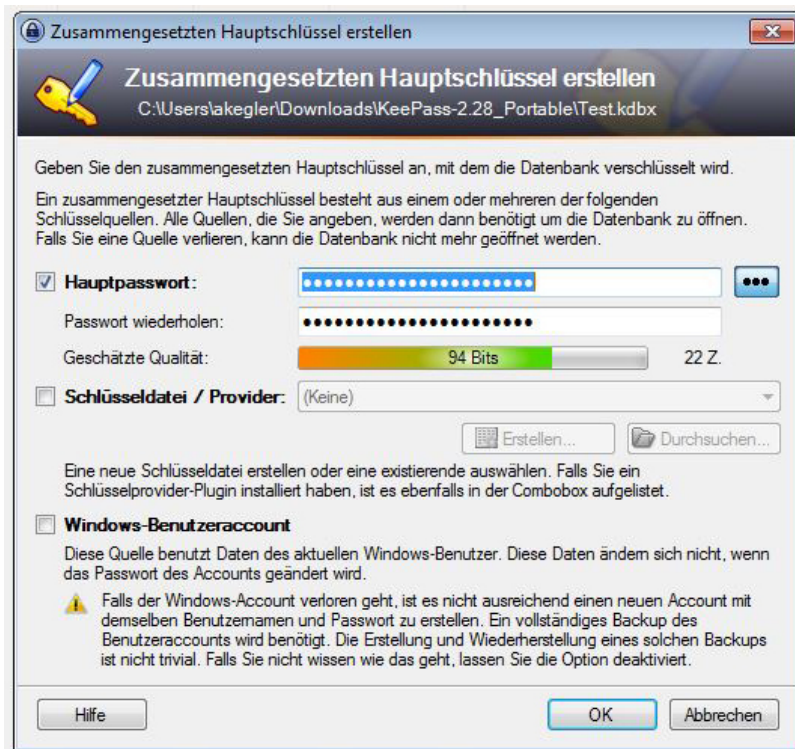 Zusammengesetzten Hauptschlüssel erstellen
Zusammengesetzten Hauptschlüssel erstellen
C:\Users\akegler\Downloads\KeePass-2.28_Portable\Test.kdbx
Geben Sie den zusammengesetzten Hauptschlüssel an, mit dem die Datenbank verschlüsselt wird.
Ein zusammengesetzter Hauptschlüssel besteht aus einem oder mehreren der folgenden
Schlüsselquellen. Alle Quellen, die Sie angeben, werden dann benötigt um die Datenbank zu öffnen.
Falls Sie eine Quelle verlieren, kann die Datenbank nicht mehr geöffnet werden.
Hauptpasswort: ●●●●●●●●●●●●●●●●●●●●●● ●●●
Passwort wiederholen: ●●●●●●●●●●●●●●●●●●●●●●
Geschätzte Qualität: 94 Bits 22 Z.
Schlüsseldatei / Provider: (Keine)
Erstellen... Durchsuchen...
Eine neue Schlüsseldatei erstellen oder eine existierende auswählen. Falls Sie ein
Schlüsselprovider-Plugin installiert haben, ist es ebenfalls in der Combobox aufgelistet.
Windows-Benutzeraccount
Diese Quelle benutzt Daten des aktuellen Windows-Benutzer. Diese Daten ändern sich nicht, wenn
das Passwort des Accounts geändert wird.
Falls der Windows-Account verloren geht, ist es nicht ausreichend einen neuen Account mit
demselben Benutzernamen und Passwort zu erstellen. Ein vollständiges Backup des
Benutzeraccounts wird benötigt. Die Erstellung und Wiederherstellung eines solchen Backups
ist nicht trivial. Falls Sie nicht wissen wie das geht, lassen Sie die Option deaktiviert.
Hilfe OK Abbrechen